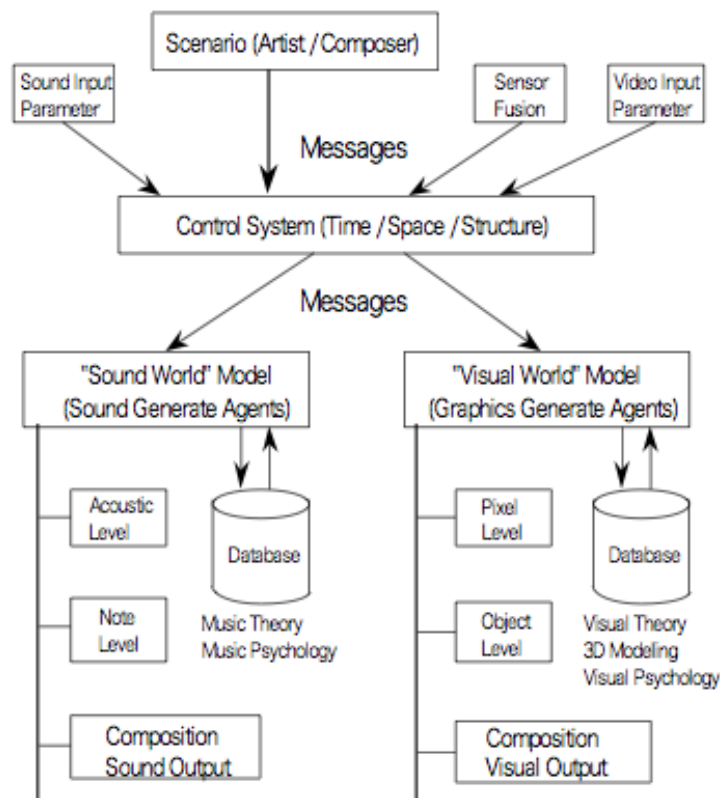 Scenario (Artist / Composer)
Sound Input
Parameter
Sensor
Fusion
Video Input
Parameter
Messages
Control System (Time / Space / Structure)
Messages
"Sound World" Model
(Sound Generate Agents)
"Visual World" Model
(Graphics Generate Agents)
Acoustic
Level
Database
Pixel
Level
Database
Note
Level
Music Theory
Music Psychology
Object
Level
Visual Theory
3D Modeling
Visual Psychology
Composition
Sound Output
Composition
Visual Output